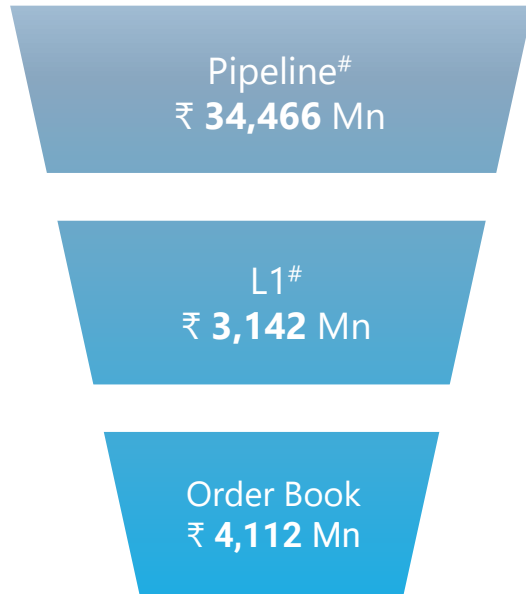 Pipeline#
₹ 34,466 Mn
L1#
₹ 3,142 Mn
Order Book
₹ 4,112 Mn